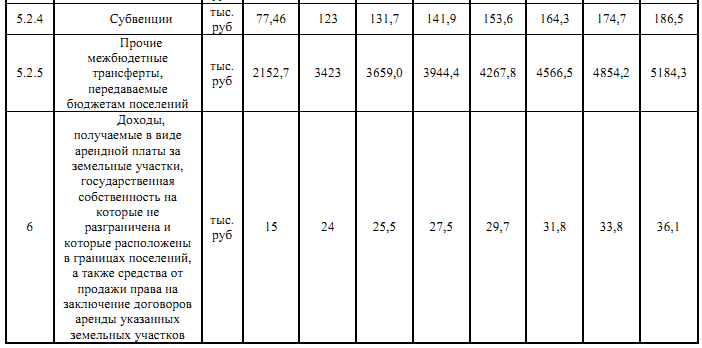 5.2.4 Субвенции тыс. руб 77,46 123 131,7 141,9 153,6 164,3 174,7 186,5
5.2.5 Прочие межбюдетные трансферты, передаваемые бюджетам поселений тыс. руб 2152,7 3423 3659,0 3944,4 4267,8 4566,5 4854,2 5184,3
6 Доходы, получаемые в виде арендной платы за земельные участки, государственная собственность на которые не разграничена и которые расположены в границах поселений, а также средства от продажи права на заключение договоров аренды указанных земельных участков тыс. руб 15 24 25,5 27,5 29,7 31,8 33,8 36,1